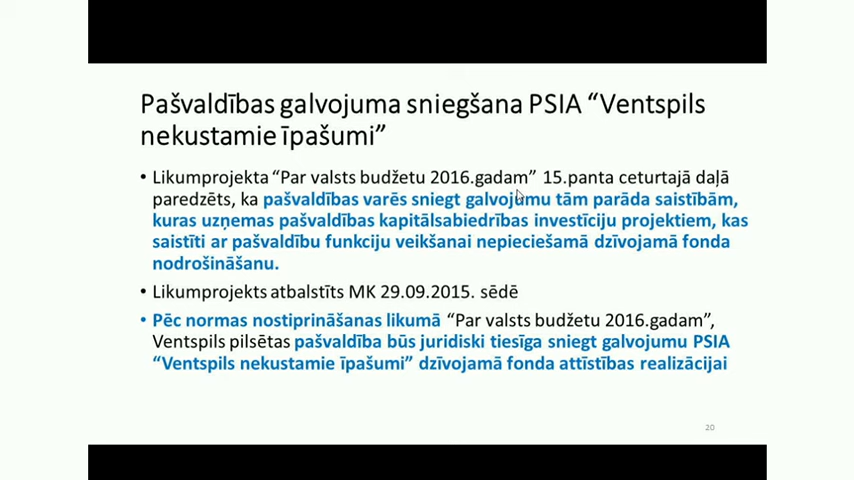 Pašvaldības galvojuma sniegšana PSIA “Ventspils
nekustamie īpašumi”
• Likumprojekta “Par valsts budžetu 2016.gadam” 15.panta ceturtajā daļā
paredzēts, ka pašvaldības varēs sniegt galvojumu tām parāda saistībām,
kuras uzņemas pašvaldības kapitālsabiedrības investīciju projektiem, kas
saistīti ar pašvaldību funkciju veikšanai nepieciešamā dzīvojamā fonda
nodrošināšanu.
• Likumprojekts atbalstīts MK 29.09.2015. sēdē
• Pēc normas nostiprināšanas likumā “Par valsts budžetu 2016.gadam”,
Ventspils pilsētas pašvaldība būs juridiski tiesīga sniegt galvojumu PSIA
“Ventspils nekustamie īpašumi” dzīvojamā fonda attīstības realizācijai
20